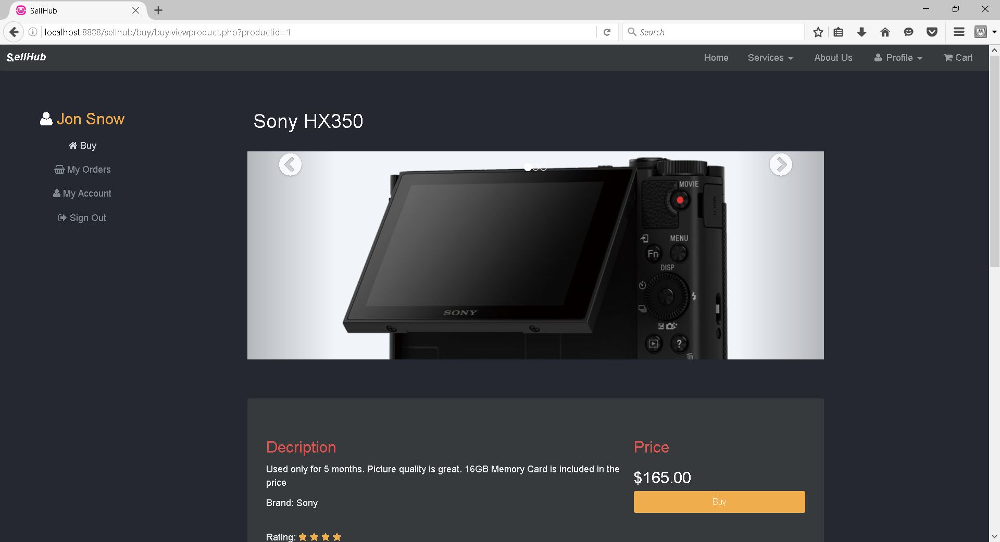 SellHub
localhost:8888/sellhub/buy/buy.viewproduct.php?productid=1
Search
SellHub
Home
Services
About Us
Profile
Cart
Jon Snow
Buy
My Orders
My Account
Sign Out
Sony HX350
MOVIE
MENU
Fn
DISP
SONY
?
Decription
Used only for 5 months. Picture quality is great. 16GB Memory Card is included in the
price
Brand: Sony
Rating:
Price
$165.00
Buy